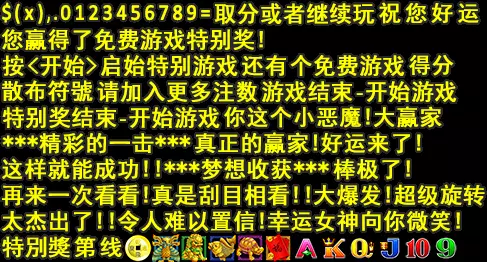 $(x),.0123456789=取分或者继续玩祝您好运
您赢得了免费游戏特别奖!
按<开始>启始特别游戏还有个免费游戏得分
散布符號请加入更多注数游戏结束-开始游戏
特别奖结束-开始游戏你这个小恶魔!大赢家
***精彩的一击***真正的赢家!好运来了!
这样就能成功!!***梦想收获***棒极了!
再来一次看看!真是刮目相看!!大爆发!超级旋转
太杰出了!!令人难以置信!幸运女神向你微笑!
特別獎第线 A K Q J 10 9